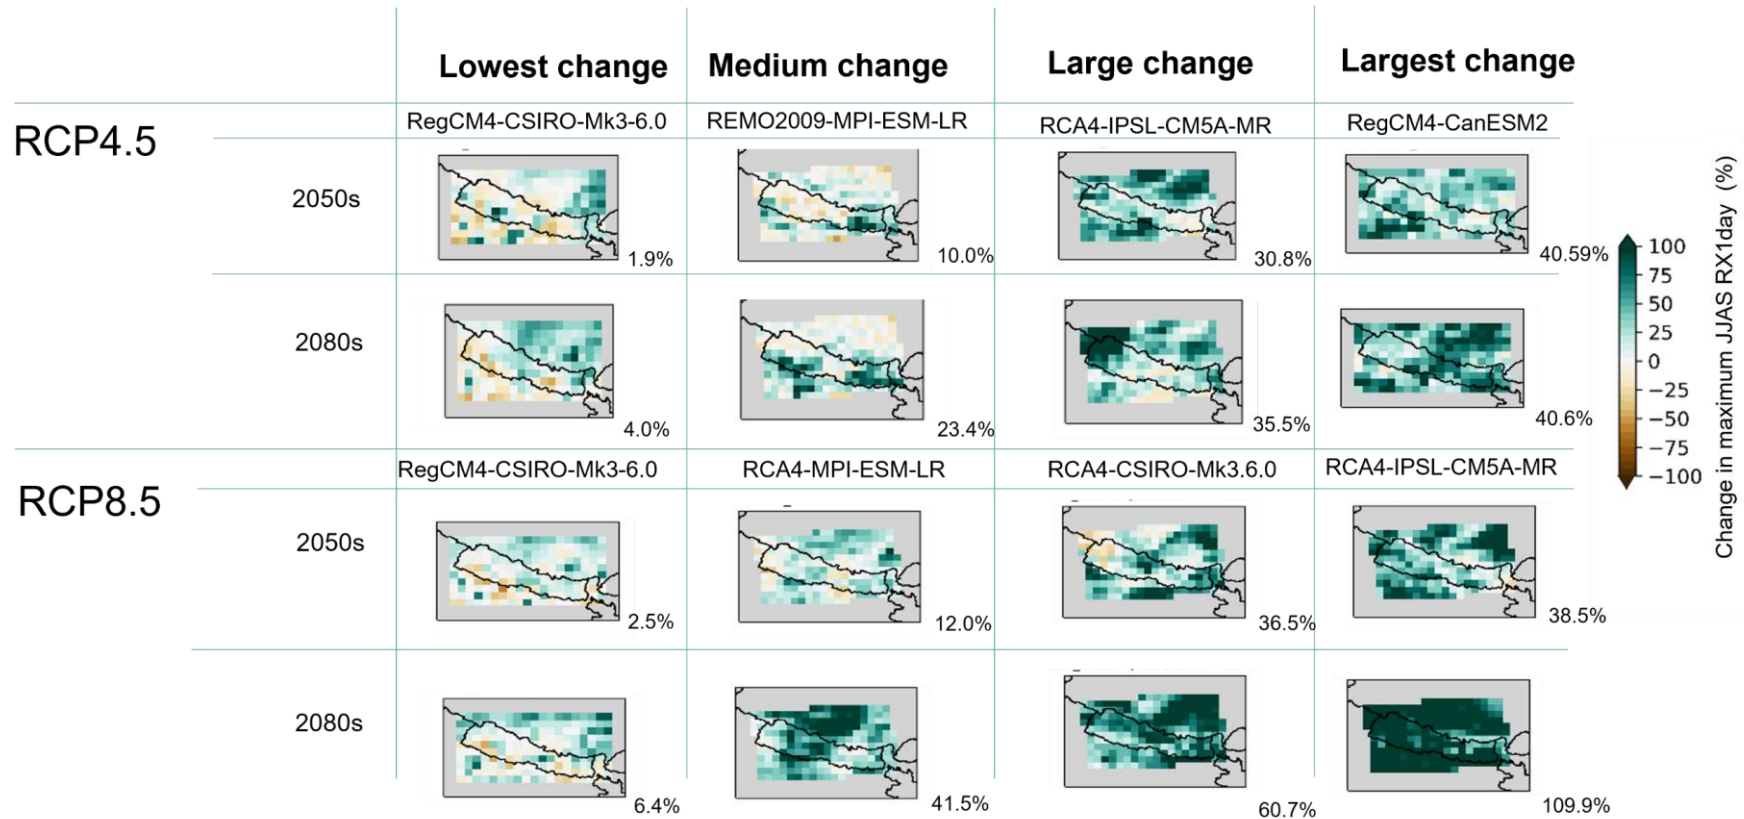 Lowest change
Medium change
Large change
Largest change
RCP4.5
RegCM4-CSIRO-Mk3-6.0
REMO2009-MPI-ESM-LR
RCA4-IPSL-CM5A-MR
RegCM4-CanESM2
2050s
1.9%
10.0%
30.8%
40.59%
2080s
4.0%
23.4%
35.5%
40.6%
RCP8.5
RegCM4-CSIRO-Mk3-6.0
RCA4-MPI-ESM-LR
RCA4-CSIRO-Mk3.6.0
RCA4-IPSL-CM5A-MR
2050s
2.5%
12.0%
36.5%
38.5%
2080s
6.4%
41.5%
60.7%
109.9%
100
75
50
25
0
−25
−50
−75
−100
Change in maximum JJAS RX1day (%)